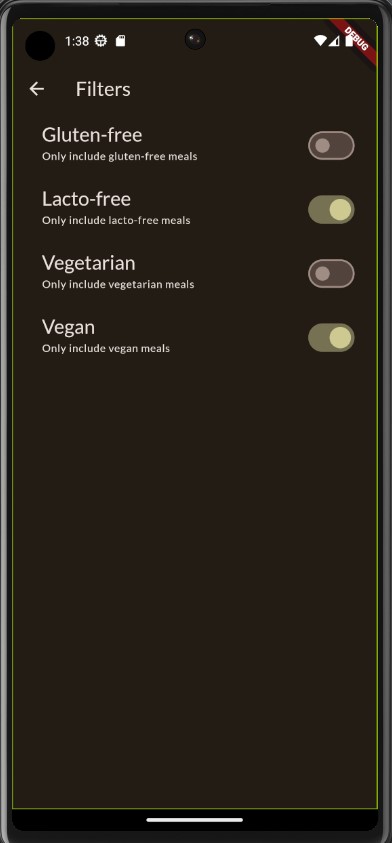 1:38
DEBUG
Filters
Gluten-free
Only include gluten-free meals
Lacto-free
Only include lacto-free meals
Vegetarian
Only include vegetarian meals
Vegan
Only include vegan meals